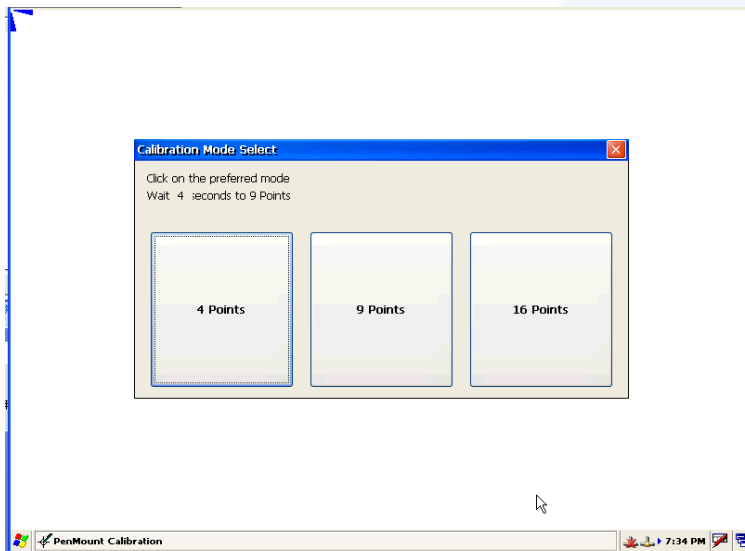 Calibration Mode Select
Click on the preferred mode
Wait 4 seconds to 9 Points
4 Points
9 Points
16 Points
PenMount Calibration
7:34 PM